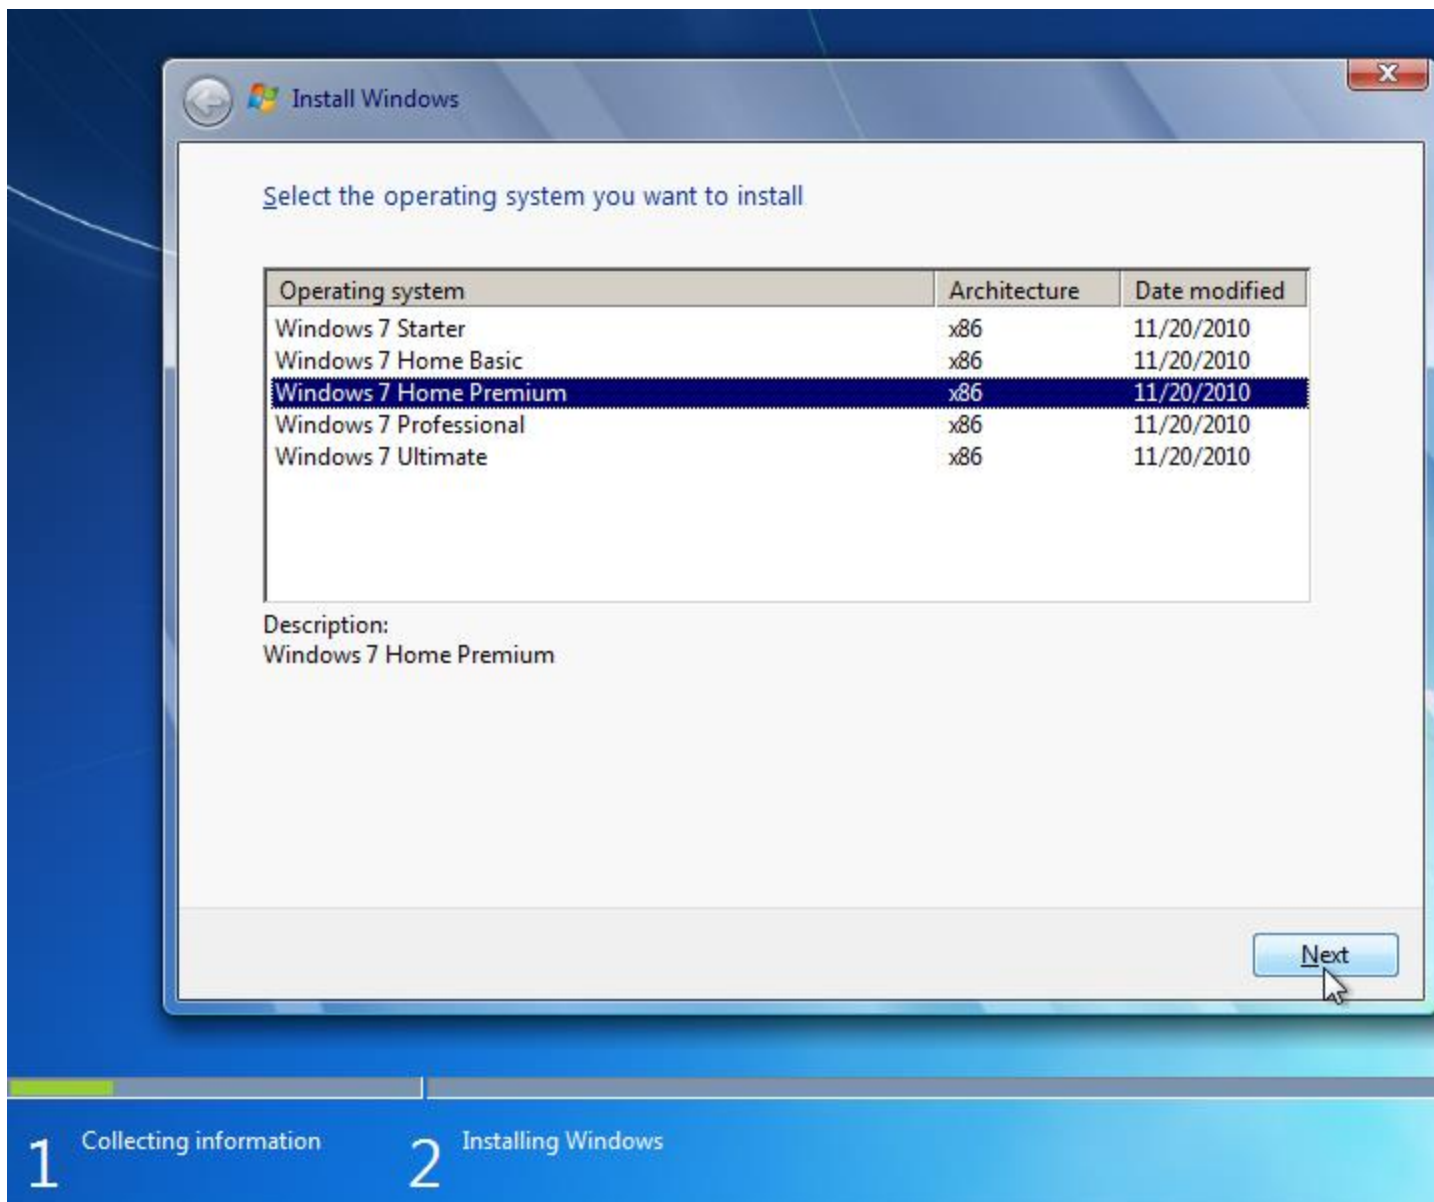 Install Windows
Select the operating system you want to install
Operating system Architecture Date modified
Windows 7 Starter x86 11/20/2010
Windows 7 Home Basic x86 11/20/2010
Windows 7 Home Premium x86 11/20/2010
Windows 7 Professional x86 11/20/2010
Windows 7 Ultimate x86 11/20/2010
Description:
Windows 7 Home Premium
Next
1 Collecting information 2 Installing Windows